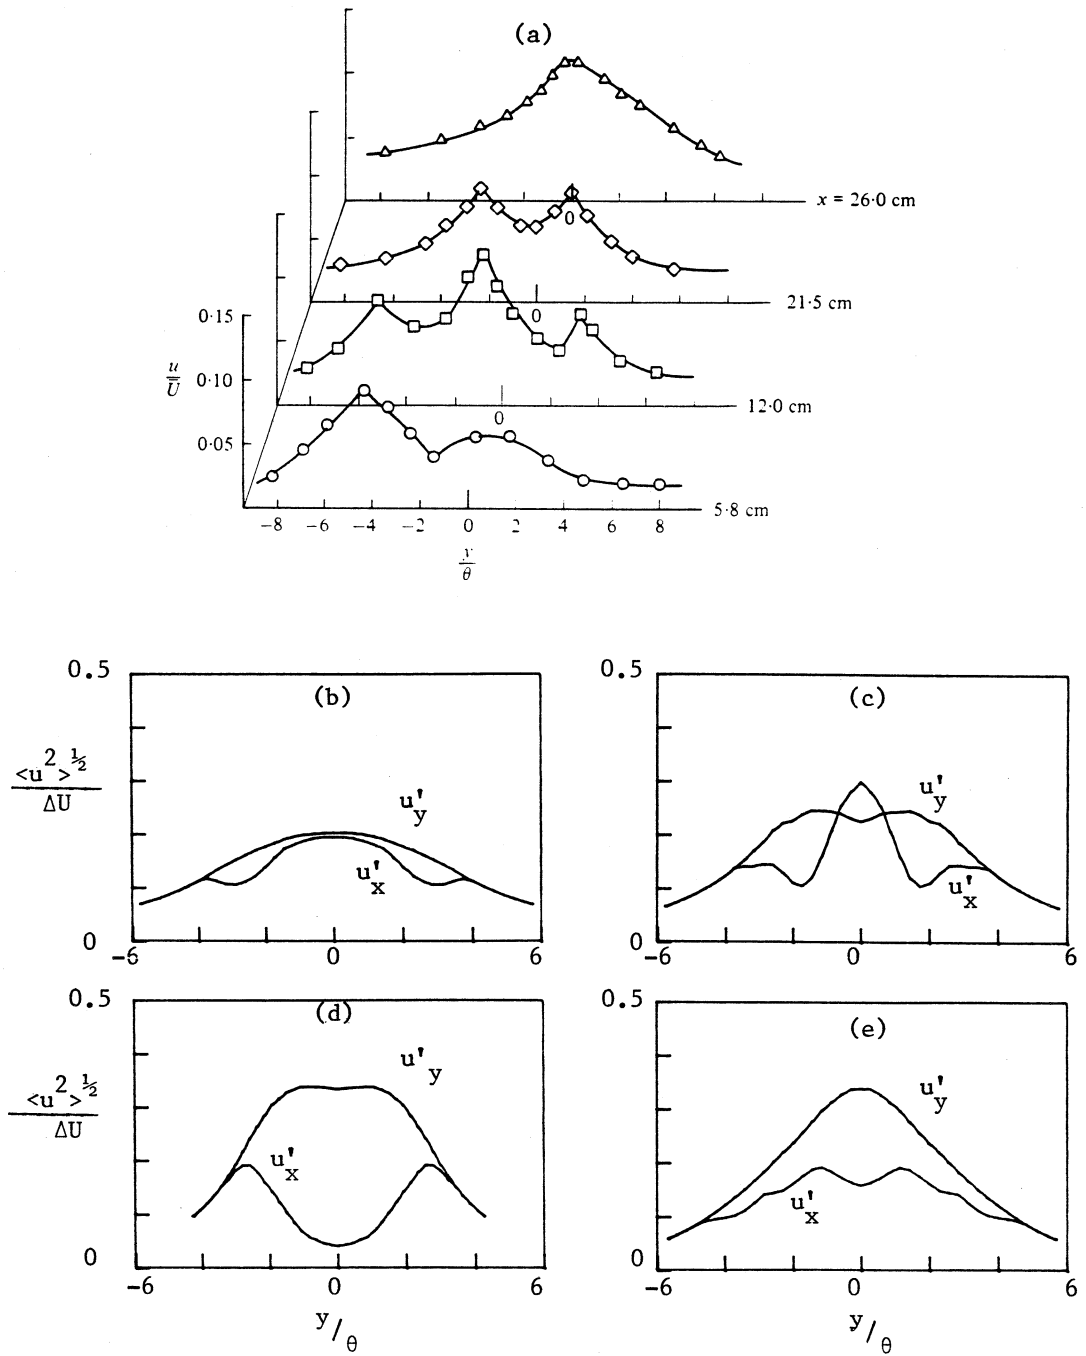 (a)
x = 26·0 cm
0
21·5 cm
0
0·15
u/Ū
0·10
12·0 cm
0
0·05
5·8 cm
−8 −6 −4 −2 0 2 4 6 8
y/θ
0.5
(b)
(c)
<u²>½
ΔU
u'y
u'x
u'y
u'x
0
0
-6 0 6
-6 0 6
0.5
0.5
(d)
(e)
<u²>½
ΔU
u'y
u'x
u'y
u'x
0
0
-6 0 6
-6 0 6
y/θ
y/θ